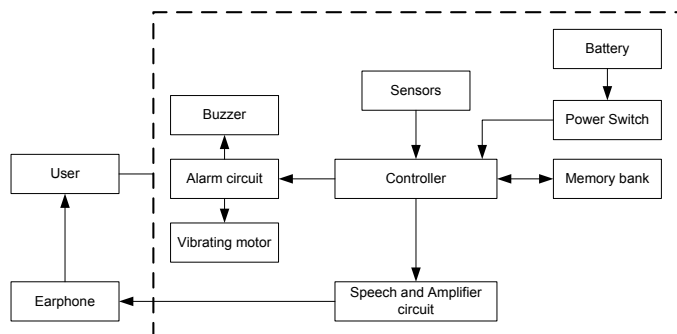 Battery
Sensors
Buzzer
Power Switch
User
Alarm circuit
Controller
Memory bank
Vibrating motor
Earphone
Speech and Amplifier
circuit